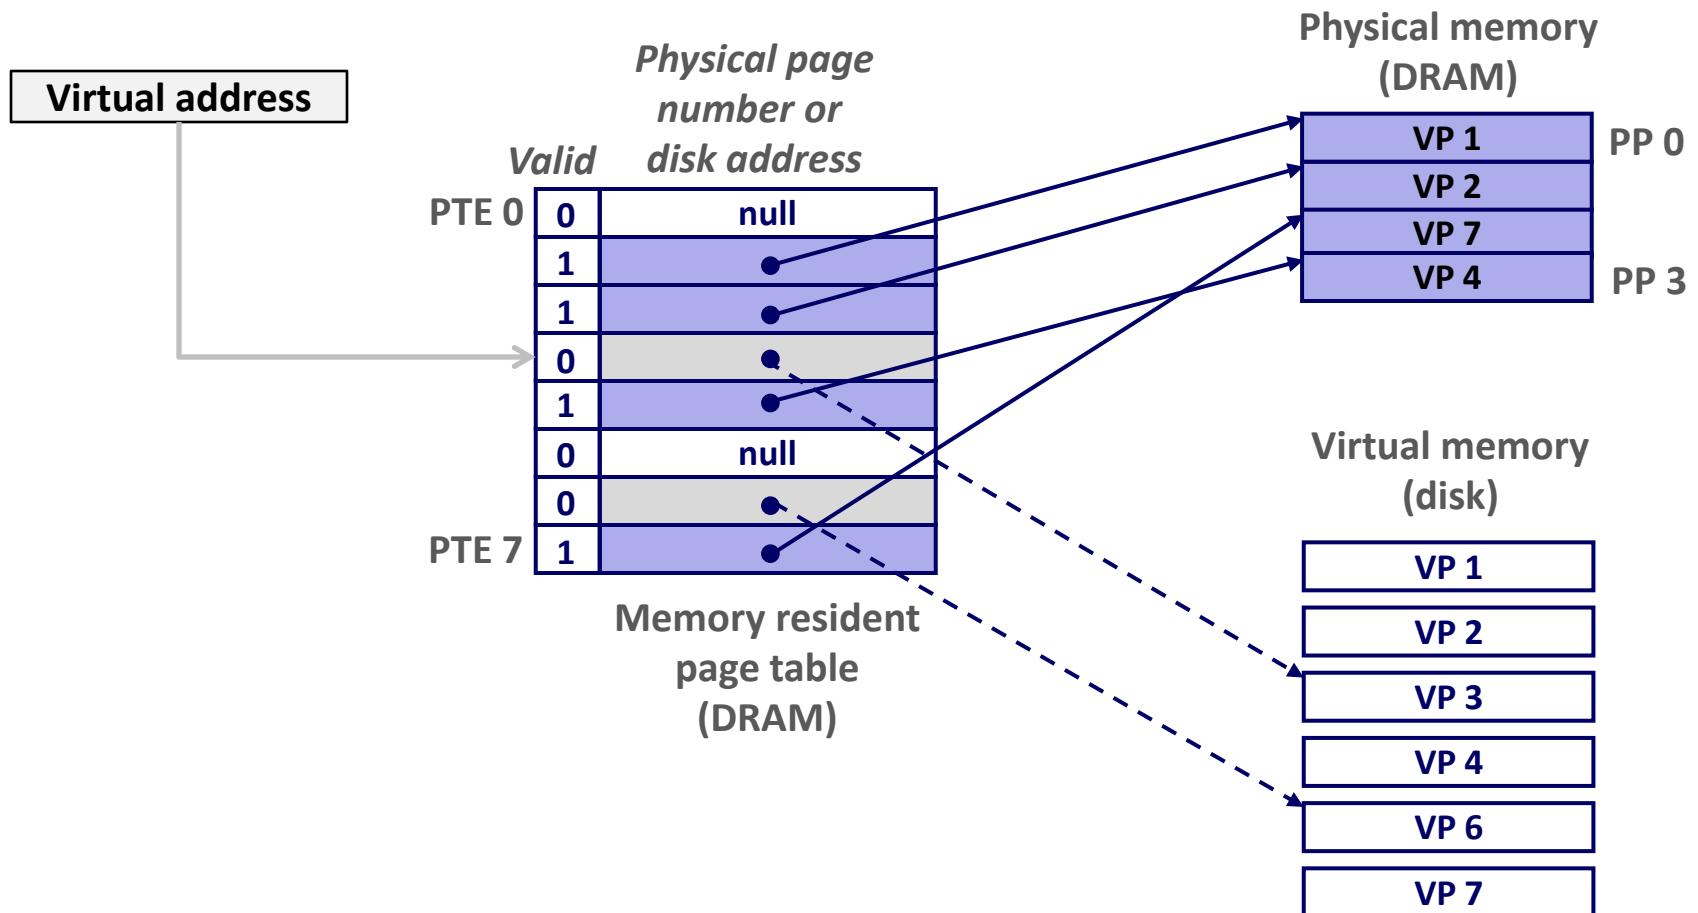 Virtual address
Physical page
number or
disk address
Valid
PTE 0
0
null
1
1
0
1
0
null
0
PTE 7
1
Memory resident
page table
(DRAM)
Physical memory
(DRAM)
VP 1
PP 0
VP 2
VP 7
VP 4
PP 3
Virtual memory
(disk)
VP 1
VP 2
VP 3
VP 4
VP 6
VP 7